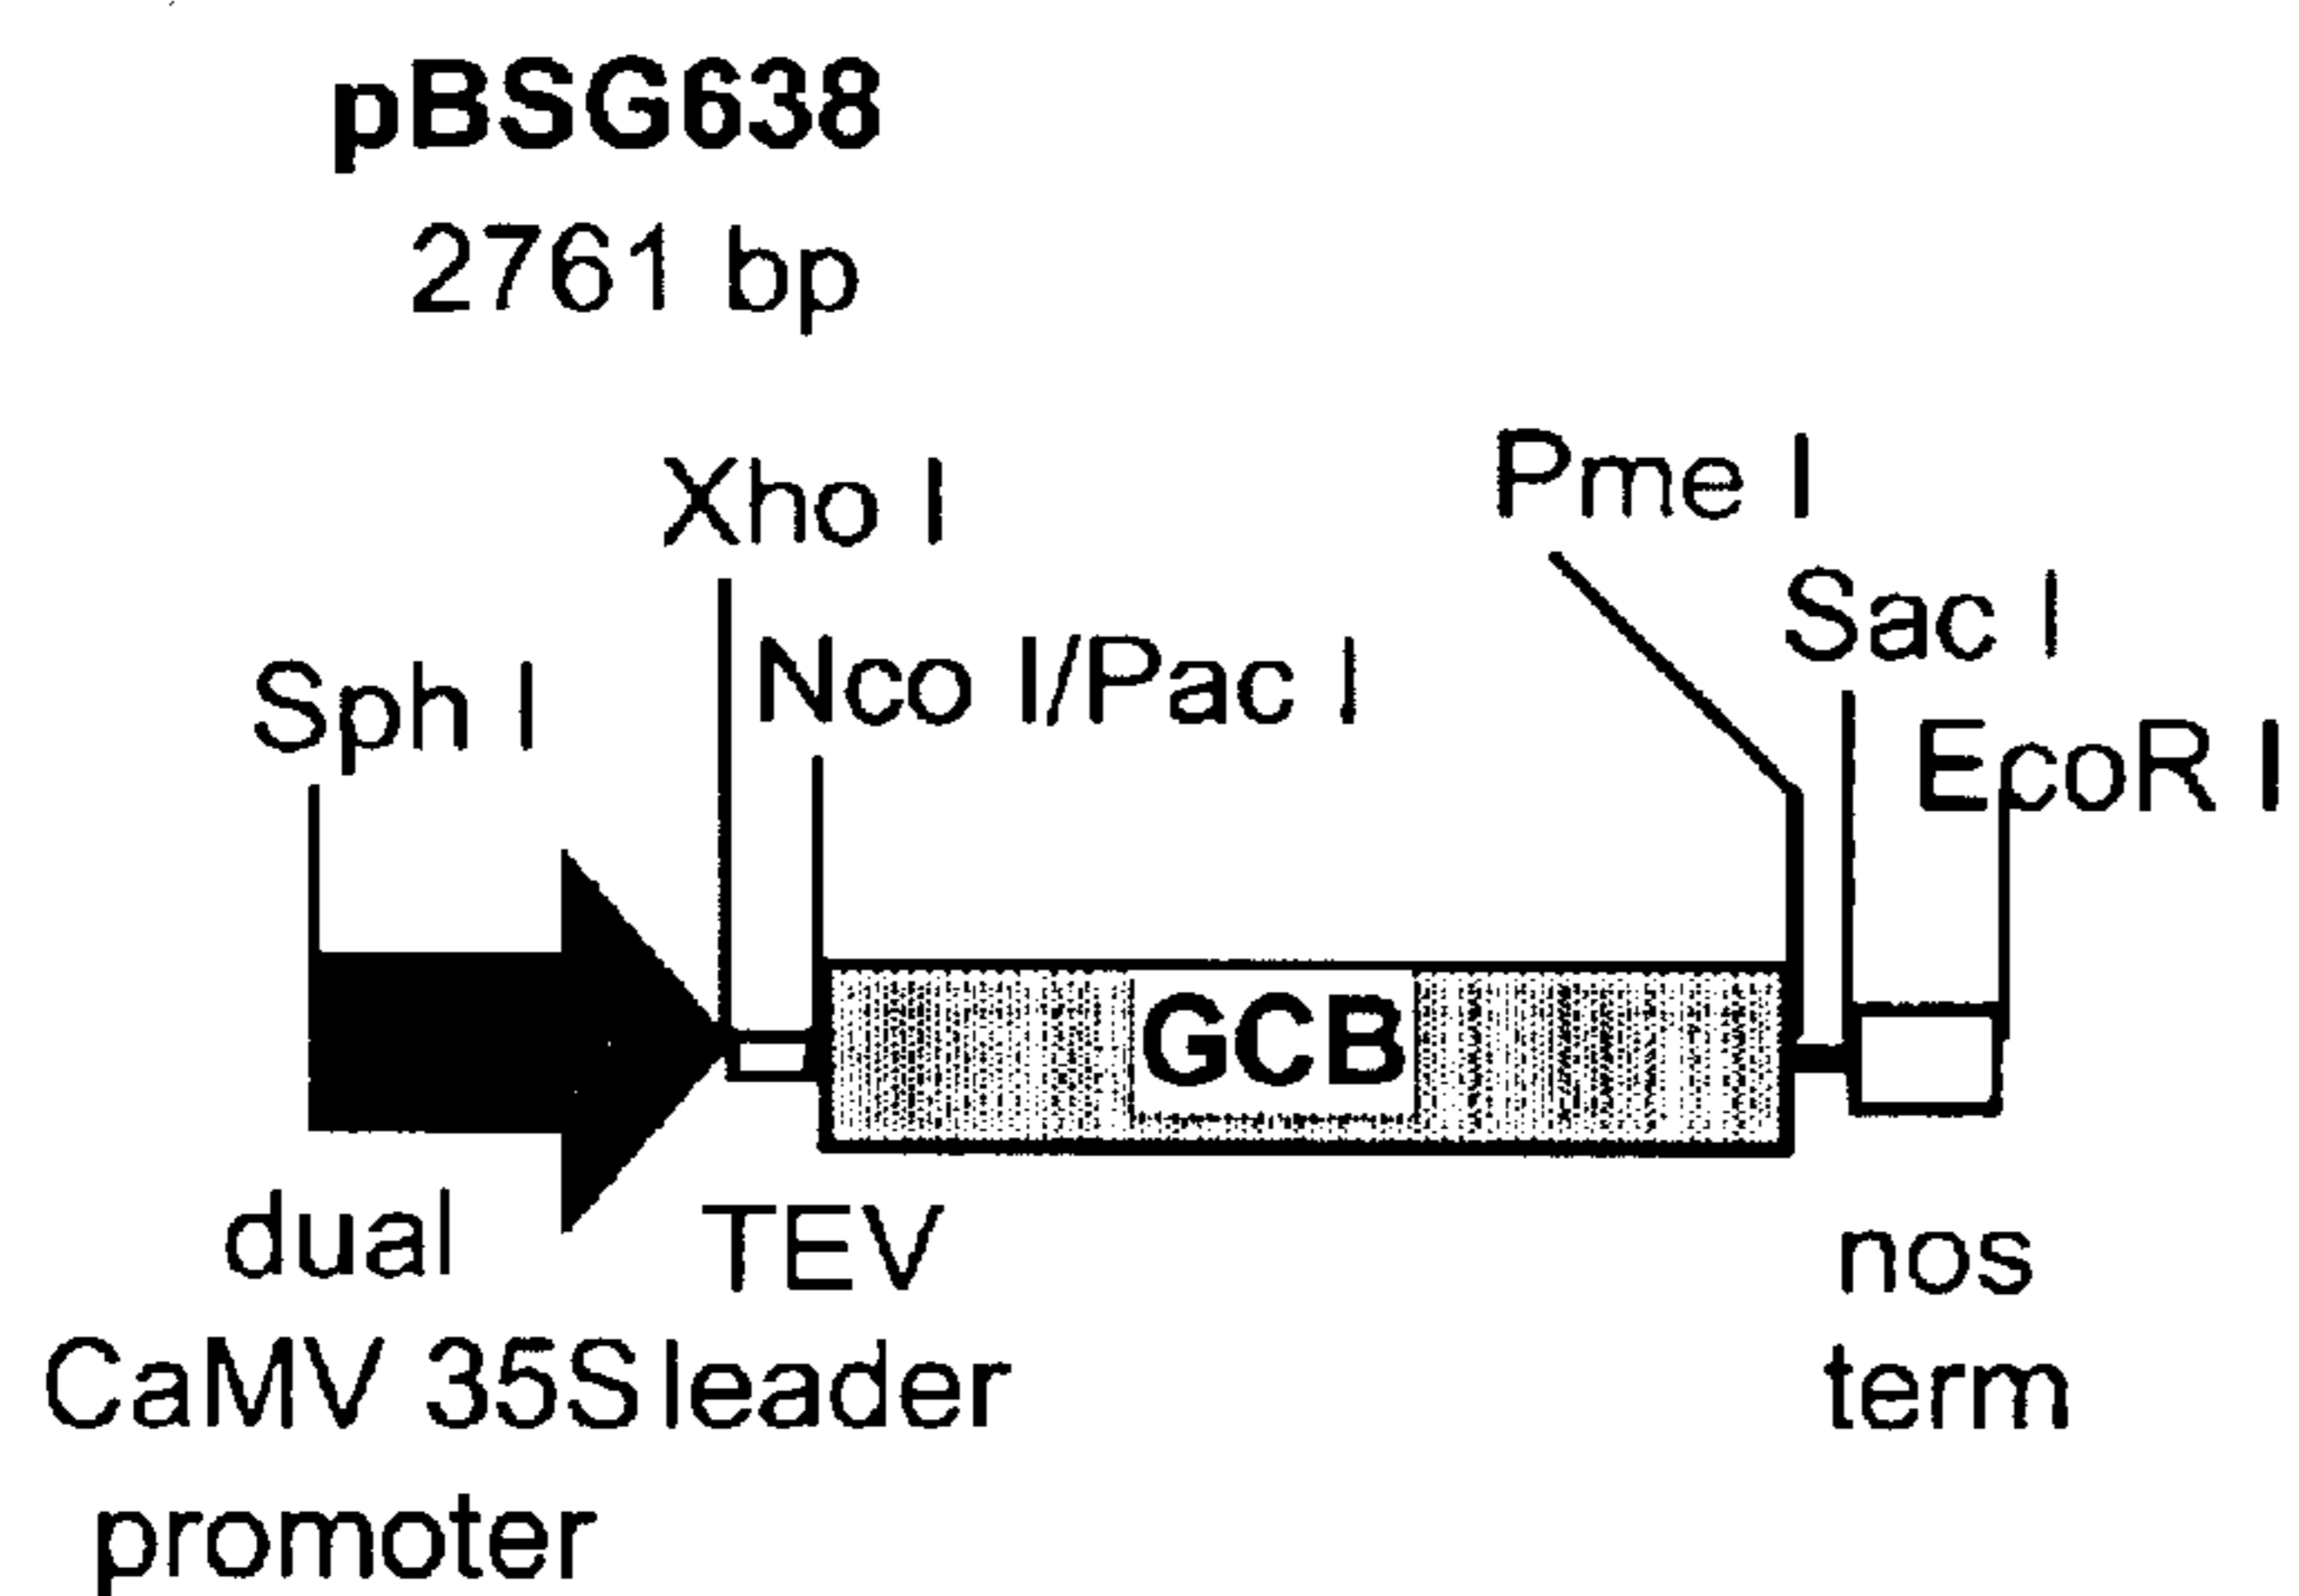 pBSG638
2761 bp
Pme I
Xho I
Sac I
Nco I/Pac I
Sph I
EcoR I
GCB
dual
CaMV 35S
promoter
TEV
leader
nos
term